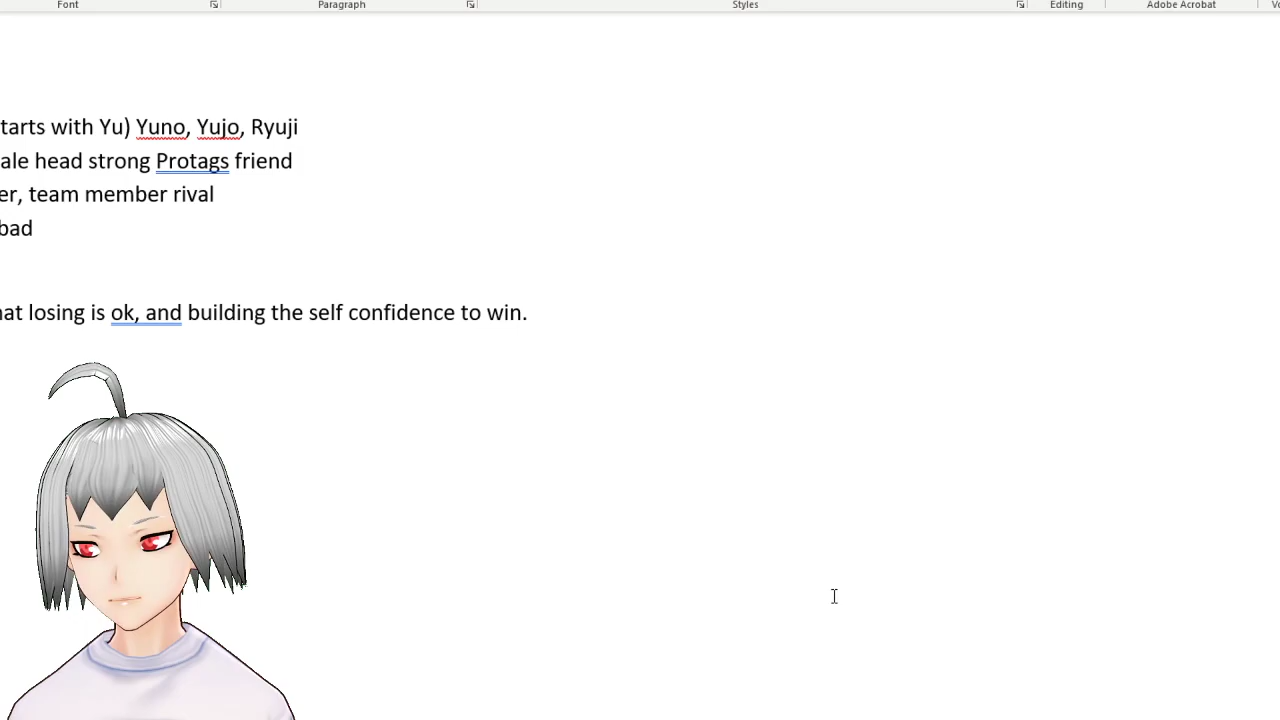 Font Paragraph Styles Editing Adobe Acrobat
tarts with Yu) Yuno, Yujo, Ryuji
ale head strong Protags friend
er, team member rival
bad
hat losing is ok, and building the self confidence to win.